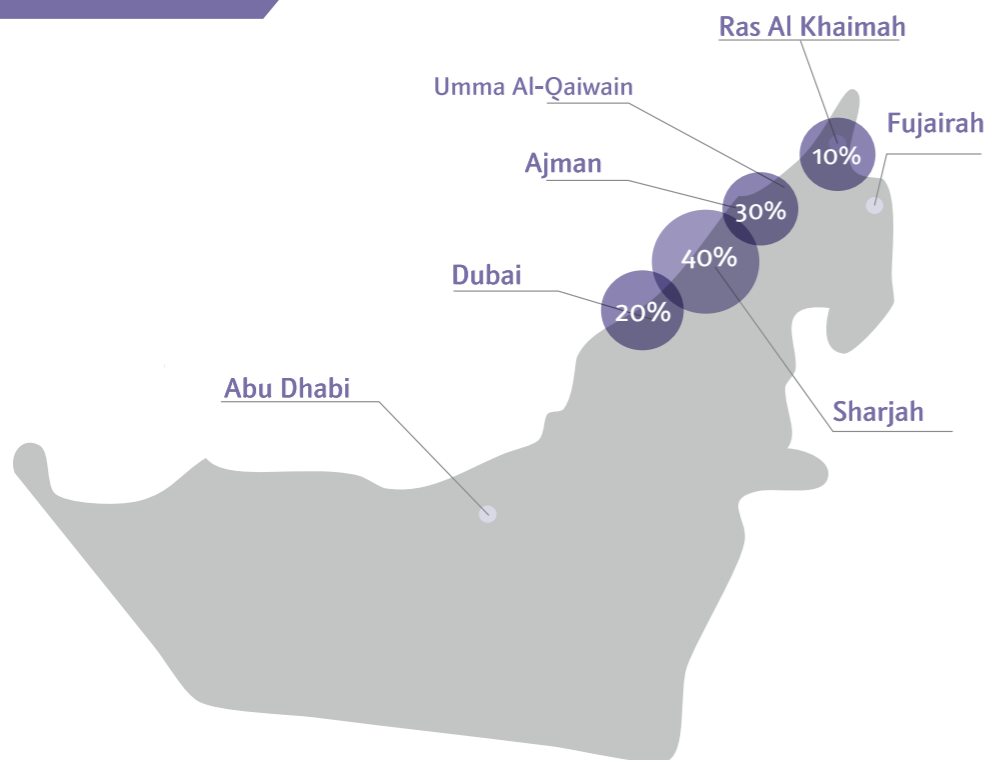 Ras Al Khaimah
Umma Al-Qaiwain
Fujairah
10%
Ajman
30%
40%
Dubai
20%
Abu Dhabi
Sharjah